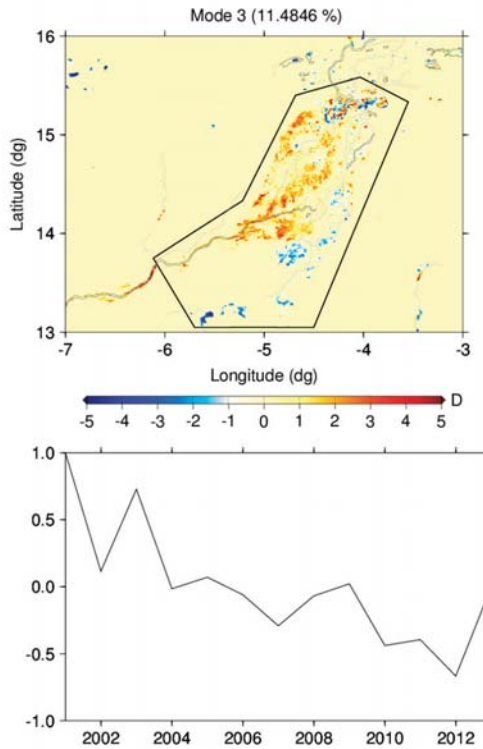 Mode 3 (11.4846 %)
16
15
14
13
Latitude (dg)
-7 -6 -5 -4 -3
Longitude (dg)
D
-5 -4 -3 -2 -1 0 1 2 3 4 5
1.0
0.5
0.0
-0.5
-1.0
2002 2004 2006 2008 2010 2012